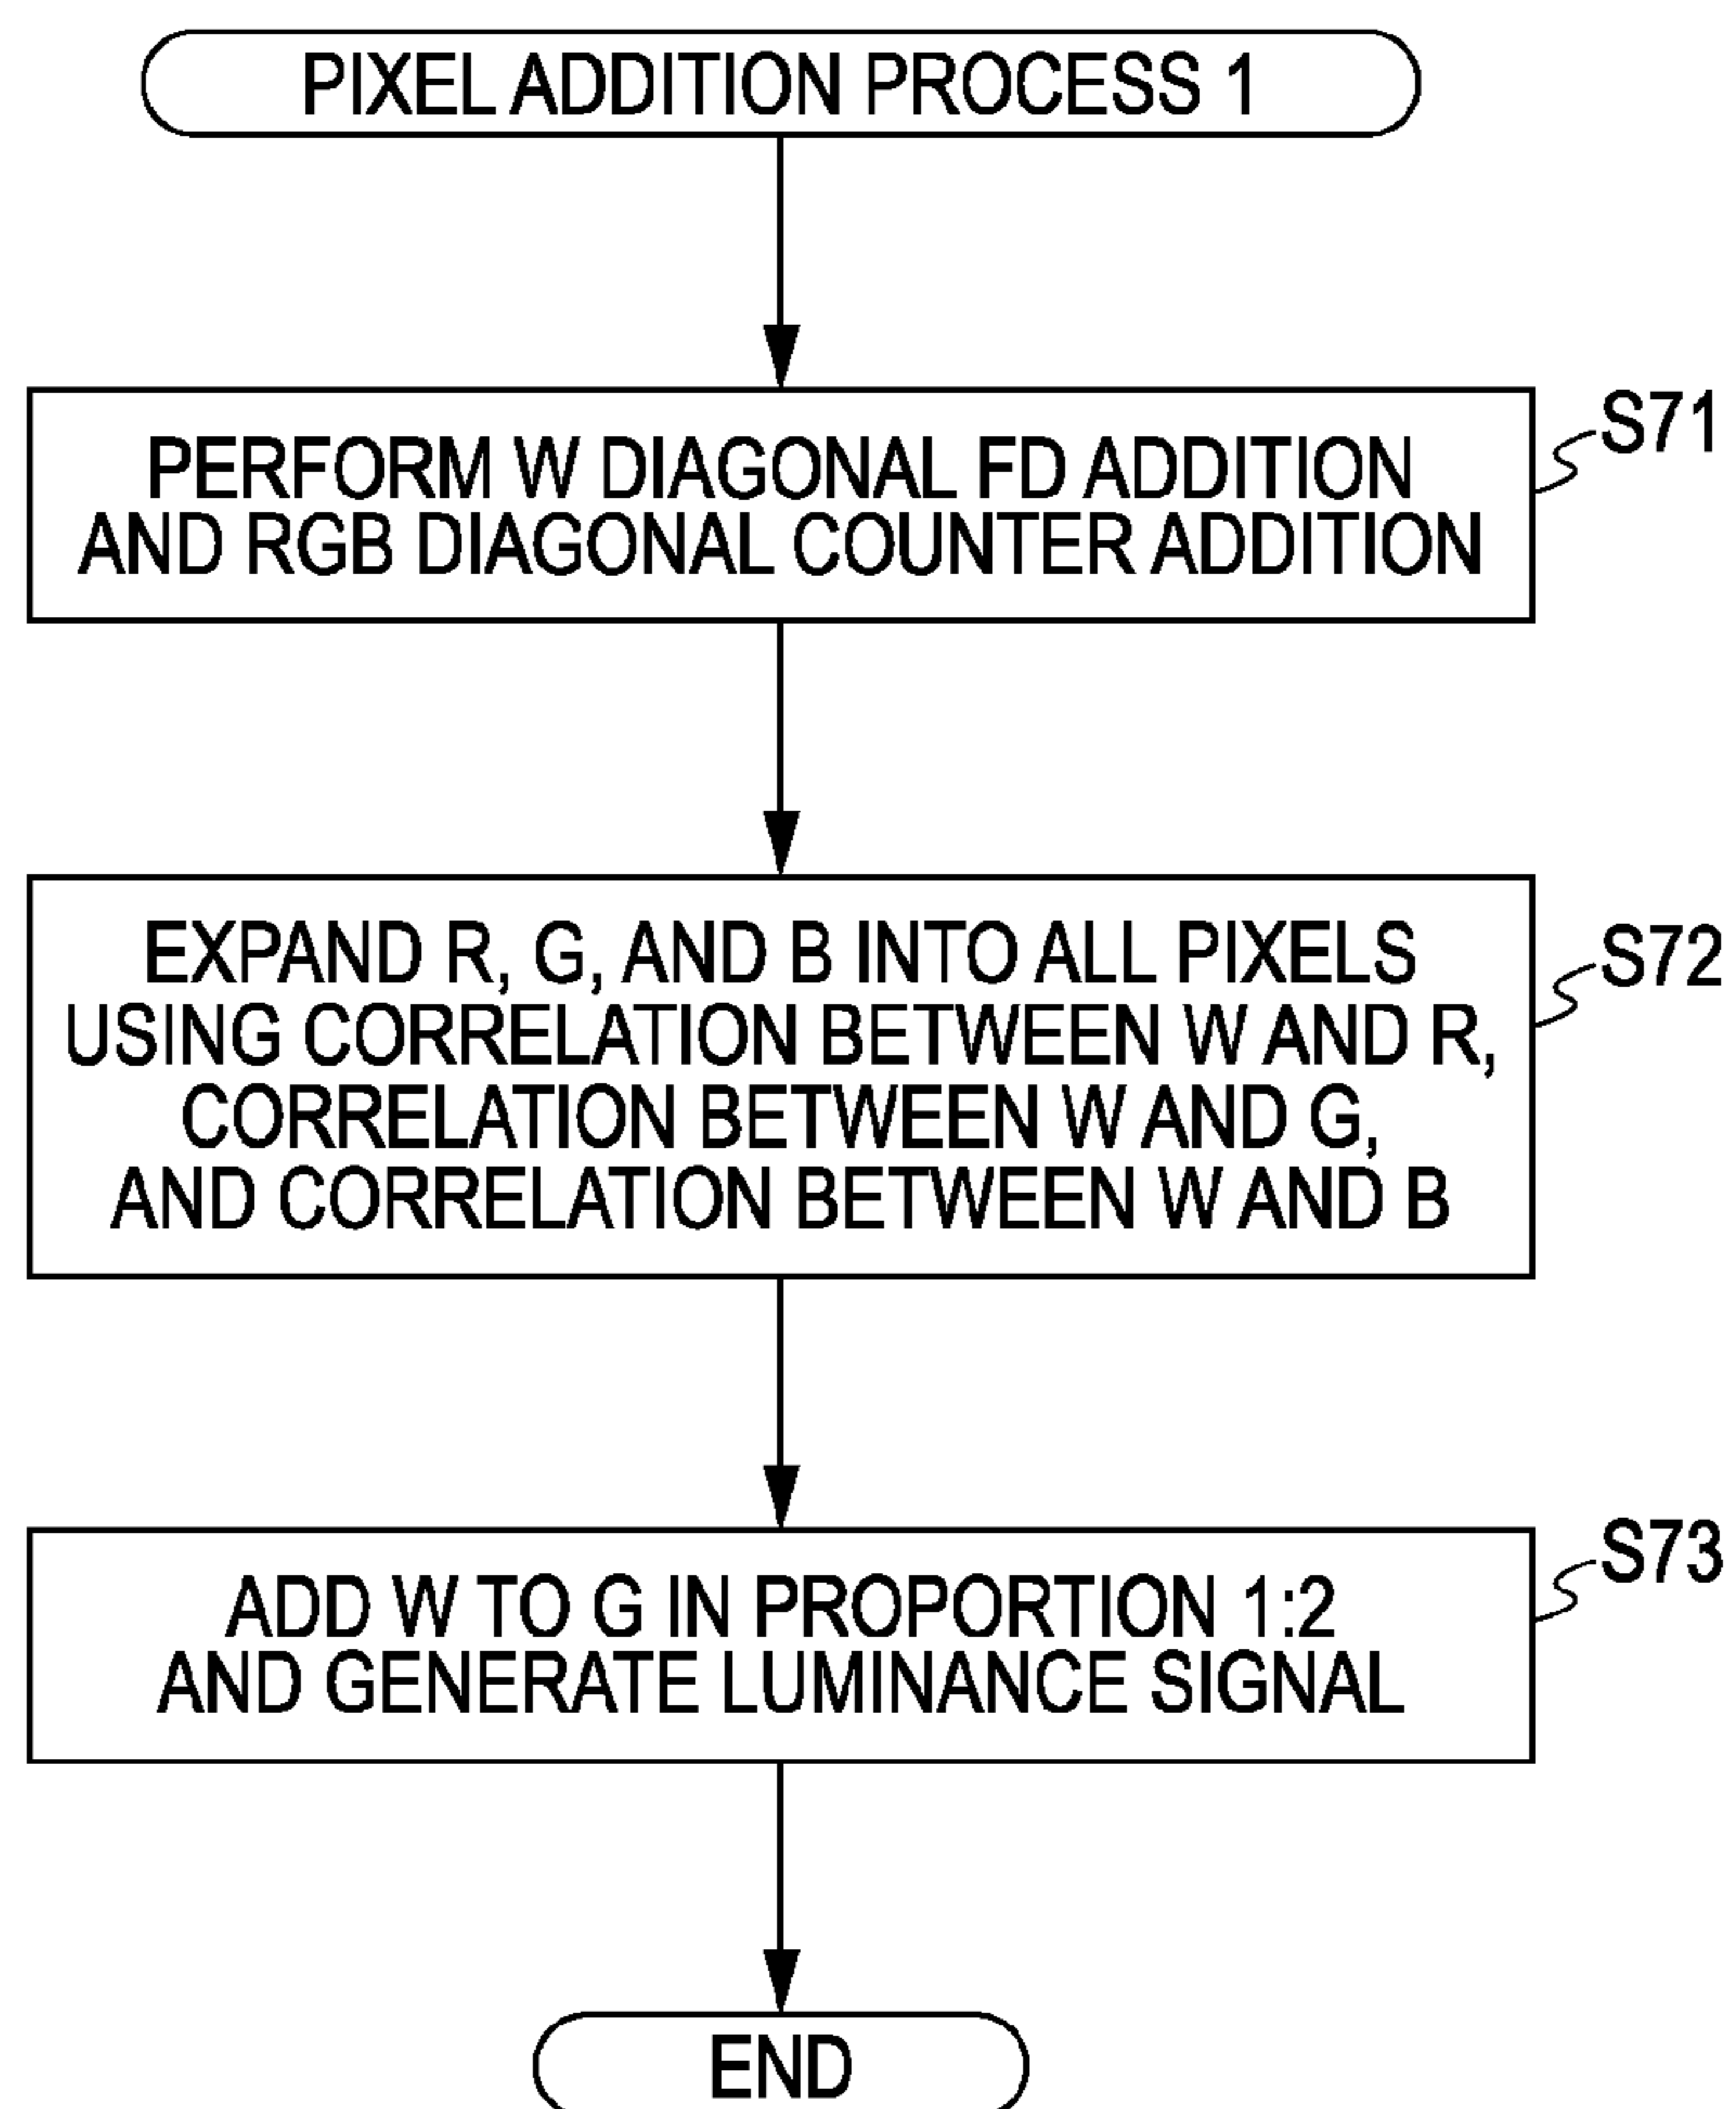 PIXEL ADDITION PROCESS 1
PERFORM W DIAGONAL FD ADDITION
AND RGB DIAGONAL COUNTER ADDITION
S71
EXPAND R, G, AND B INTO ALL PIXELS
USING CORRELATION BETWEEN W AND R,
CORRELATION BETWEEN W AND G,
AND CORRELATION BETWEEN W AND B
S72
ADD W TO G IN PROPORTION 1:2
AND GENERATE LUMINANCE SIGNAL
S73
END